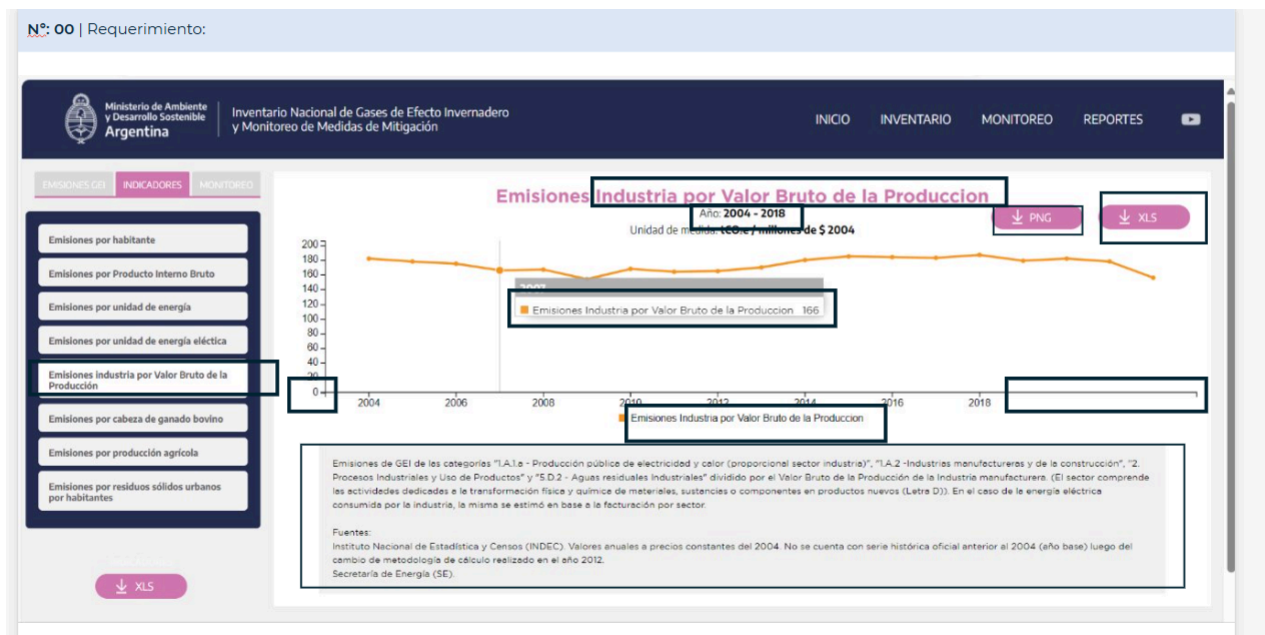 Nº: 00 | Requerimiento:
Ministerio de Ambiente
y Desarrollo Sostenible
Argentina
Inventario Nacional de Gases de Efecto Invernadero
y Monitoreo de Medidas de Mitigación
INICIO
INVENTARIO
MONITOREO
REPORTES
EMISIONES GEI
INDICADORES
MONITOREO
Emisiones por habitante
Emisiones por Producto Interno Bruto
Emisiones por unidad de energía
Emisiones por unidad de energía eléctica
Emisiones industria por Valor Bruto de la
Producción
Emisiones por cabeza de ganado bovino
Emisiones por producción agrícola
Emisiones por residuos sólidos urbanos
por habitantes
XLS
Emisiones Industria por Valor Bruto de la Produccion
Año: 2004 - 2018
Unidad de medida: tCO₂e / millones de $ 2004
PNG
XLS
200
180
160
140
120
100
80
60
40
20
0
2007
Emisiones Industria por Valor Bruto de la Produccion 166
2004
2006
2008
2010
2012
2014
2016
2018
Emisiones Industria por Valor Bruto de la Produccion
Emisiones de GEI de las categorías "1.A.1.a - Producción pública de electricidad y calor (proporcional sector industria)", "1.A.2 -Industrias manufactureras y de la construcción", "2.
Procesos Industriales y Uso de Productos" y "5.D.2 - Aguas residuales Industriales" dividido por el Valor Bruto de la Producción de la Industria manufacturera. (El sector comprende
las actividades dedicadas a la transformación física y química de materiales, sustancias o componentes en productos nuevos (Letra D)). En el caso de la energía eléctrica
consumida por la industria, la misma se estimó en base a la facturación por sector.
Fuentes:
Instituto Nacional de Estadística y Censos (INDEC). Valores anuales a precios constantes del 2004. No se cuenta con serie histórica oficial anterior al 2004 (año base) luego del
cambio de metodología de cálculo realizado en el año 2012.
Secretaría de Energía (SE).